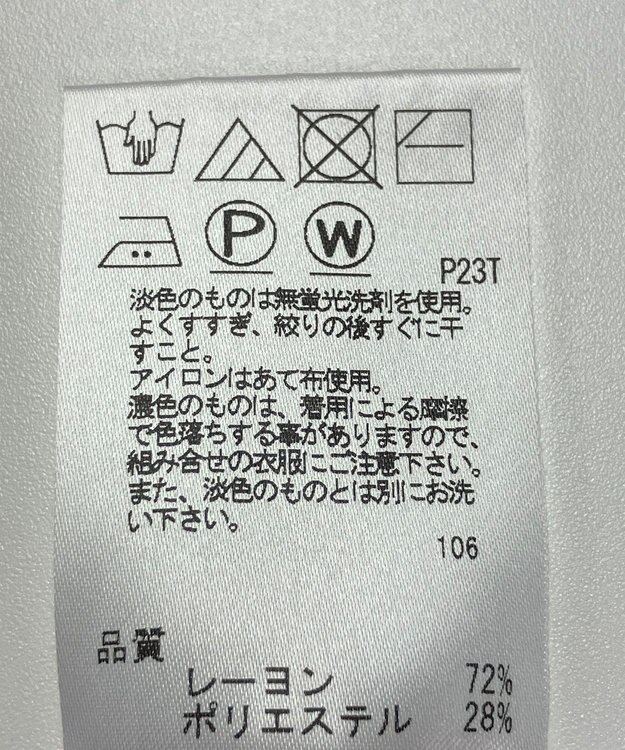 P W
P23T
淡色のものは無蛍光洗剤を使用。
よくすすぎ、絞りの後すぐに干
すこと。
アイロンはあて布使用。
濃色のものは、着用による摩擦
で色落ちする事がありますので、
組み合せの衣服にご注意下さい。
また、淡色のものとは別にお洗
い下さい。
106
品質
レーヨン 72%
ポリエステル 28%